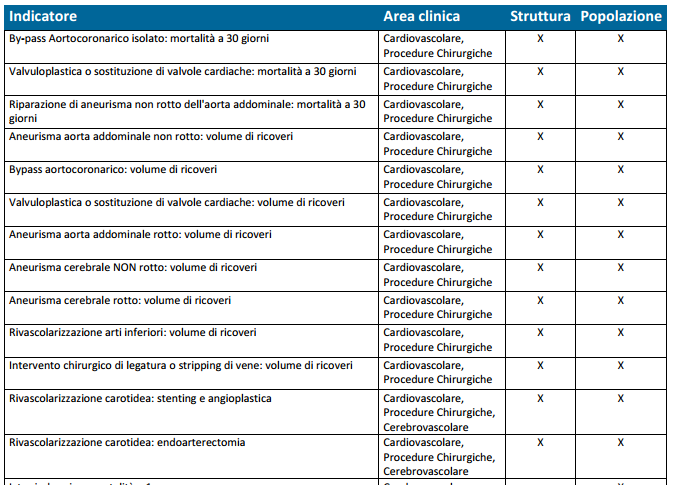 Indicatore Area clinica Struttura Popolazione
By-pass Aortocoronarico isolato: mortalità a 30 giorni Cardiovascolare, X X
Procedure Chirurgiche
Valvuloplastica o sostituzione di valvole cardiache: mortalità a 30 giorni Cardiovascolare, X X
Procedure Chirurgiche
Riparazione di aneurisma non rotto dell'aorta addominale: mortalità a 30 Cardiovascolare, X X
giorni Procedure Chirurgiche
Aneurisma aorta addominale non rotto: volume di ricoveri Cardiovascolare, X X
Procedure Chirurgiche
Bypass aortocoronarico: volume di ricoveri Cardiovascolare, X X
Procedure Chirurgiche
Valvuloplastica o sostituzione di valvole cardiache: volume di ricoveri Cardiovascolare, X X
Procedure Chirurgiche
Aneurisma aorta addominale rotto: volume di ricoveri Cardiovascolare, X X
Procedure Chirurgiche
Aneurisma cerebrale NON rotto: volume di ricoveri Cardiovascolare, X X
Procedure Chirurgiche
Aneurisma cerebrale rotto: volume di ricoveri Cardiovascolare, X X
Procedure Chirurgiche
Rivascolarizzazione arti inferiori: volume di ricoveri Cardiovascolare, X X
Procedure Chirurgiche
Intervento chirurgico di legatura o stripping di vene: volume di ricoveri Cardiovascolare, X X
Procedure Chirurgiche
Rivascolarizzazione carotidea: stenting e angioplastica Cardiovascolare, X X
Procedure Chirurgiche,
Cerebrovascolare
Rivascolarizzazione carotidea: endoarterectomia Cardiovascolare, X X
Procedure Chirurgiche,
Cerebrovascolare